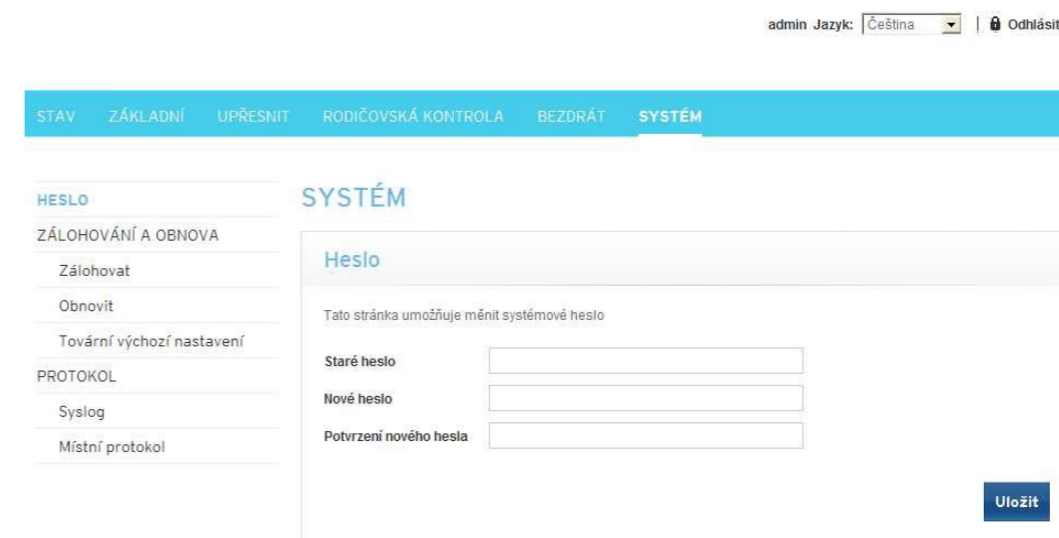 admin Jazyk: Čeština | Odhlásit
STAV ZÁKLADNÍ UPŘESNIT RODIČOVSKÁ KONTROLA BEZDRÁT SYSTÉM
HESLO
ZÁLOHOVÁNÍ A OBNOVA
Zálohovat
Obnovit
Tovární výchozí nastavení
PROTOKOL
Syslog
Místní protokol
SYSTÉM
Heslo
Tato stránka umožňuje měnit systémové heslo
Staré heslo
Nové heslo
Potvrzení nového hesla
Uložit